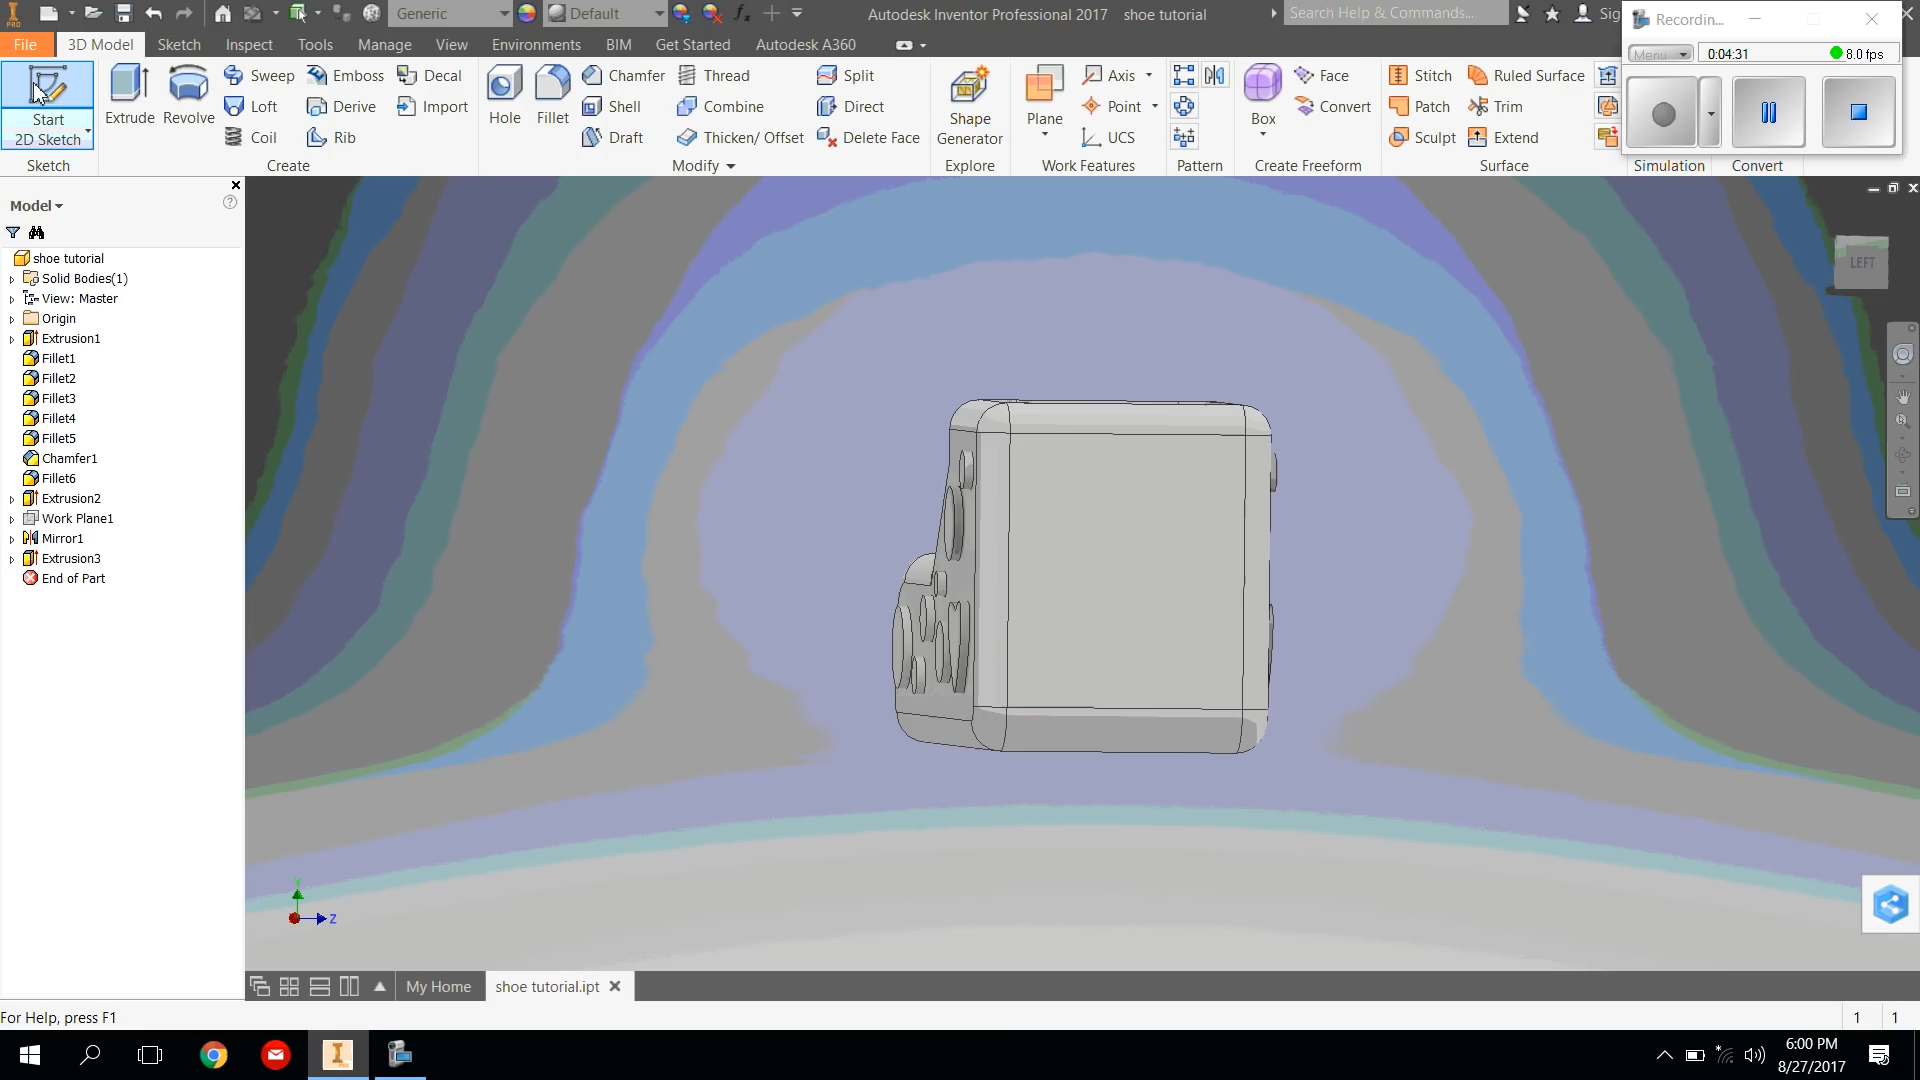 Generic
Default
Autodesk Inventor Professional 2017 shoe tutorial
Search Help & Commands...
Recordin...
File 3D Model Sketch Inspect Tools Manage View Environments BIM Get Started Autodesk A360
Menu 0:04:31 8.0 fps
Start
2D Sketch
Extrude
Revolve
Sweep Emboss Decal
Loft Derive Import
Coil Rib
Hole
Fillet
Chamfer Thread Split
Shell Combine Direct
Draft Thicken/ Offset Delete Face
Shape
Generator
Plane
Axis
Point
UCS
Box
Face
Convert
Stitch Ruled Surface
Patch Trim
Sculpt Extend
Sketch Create Modify Explore Work Features Pattern Create Freeform Surface Simulation Convert
Model
shoe tutorial
Solid Bodies(1)
View: Master
Origin
Extrusion1
Fillet1
Fillet2
Fillet3
Fillet4
Fillet5
Chamfer1
Fillet6
Extrusion2
Work Plane1
Mirror1
Extrusion3
End of Part
LEFT
Y
Z
My Home shoe tutorial.ipt
For Help, press F1
1 1
6:00 PM
8/27/2017